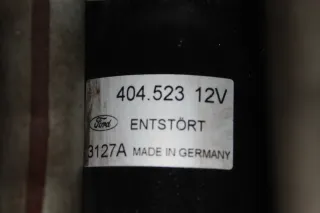 404.523 12V
Ford ENTSTÖRT
3127A MADE IN GERMANY